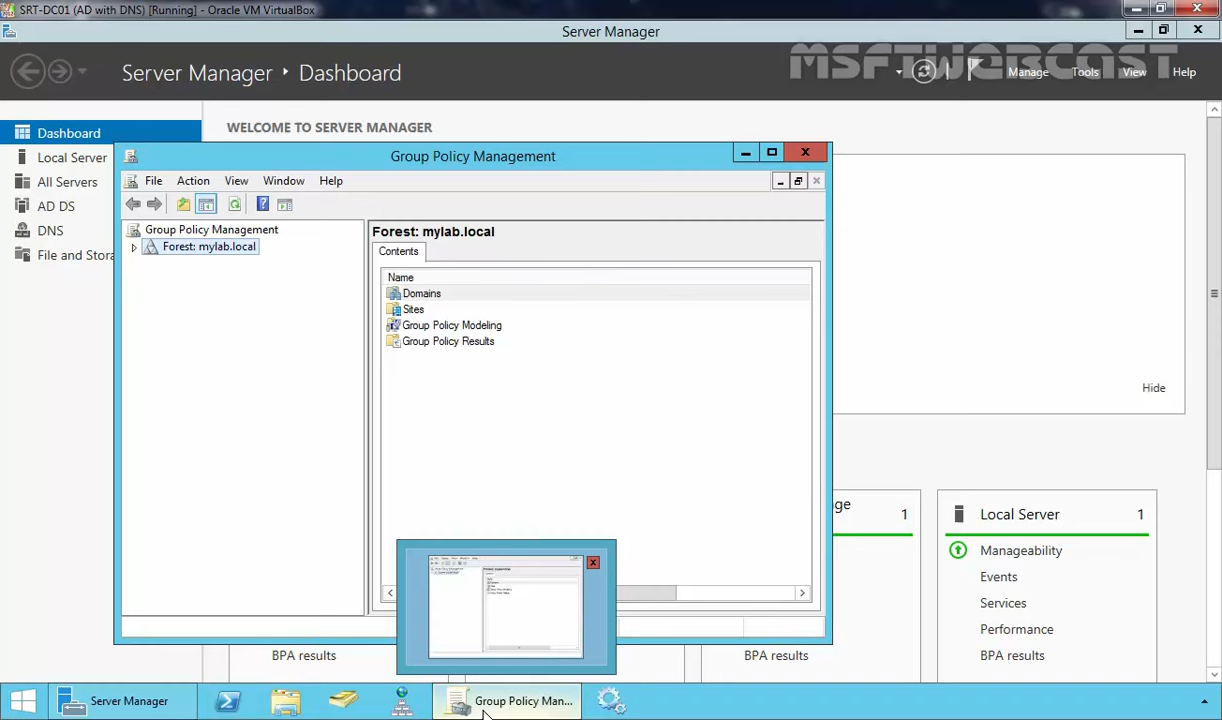 SRT-DC01 (AD with DNS) [Running] - Oracle VM VirtualBox
Server Manager
Server Manager ‣ Dashboard
MSFTWEBCAST
Manage Tools View Help
Dashboard
Local Server
All Servers
AD DS
DNS
File and Stora
WELCOME TO SERVER MANAGER
Group Policy Management
File Action View Window Help
Group Policy Management
Forest: mylab.local
Forest: mylab.local
Contents
Name
Domains
Sites
Group Policy Modeling
Group Policy Results
Hide
ge 1
Local Server 1
Manageability
Events
Services
Performance
BPA results
BPA results
BPA results
Server Manager
Group Policy Man...